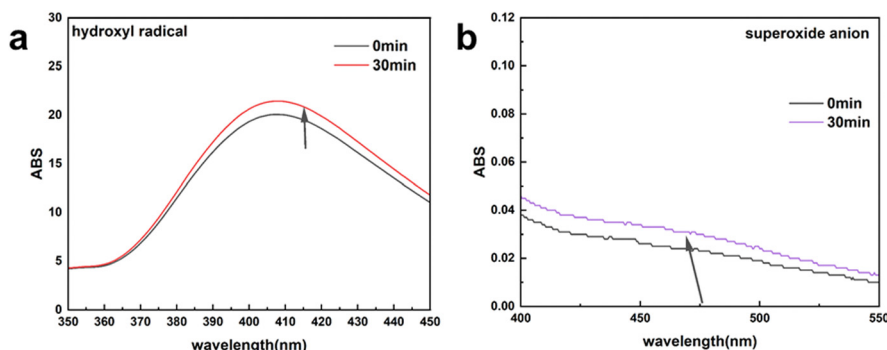 a
hydroxyl radical
0min
30min
30
25
20
15
10
5
0
ABS
350 360 370 380 390 400 410 420 430 440 450
wavelength(nm)
b
superoxide anion
0min
30min
0.12
0.10
0.08
0.06
0.04
0.02
0.00
ABS
400 450 500 550
wavelength(nm)